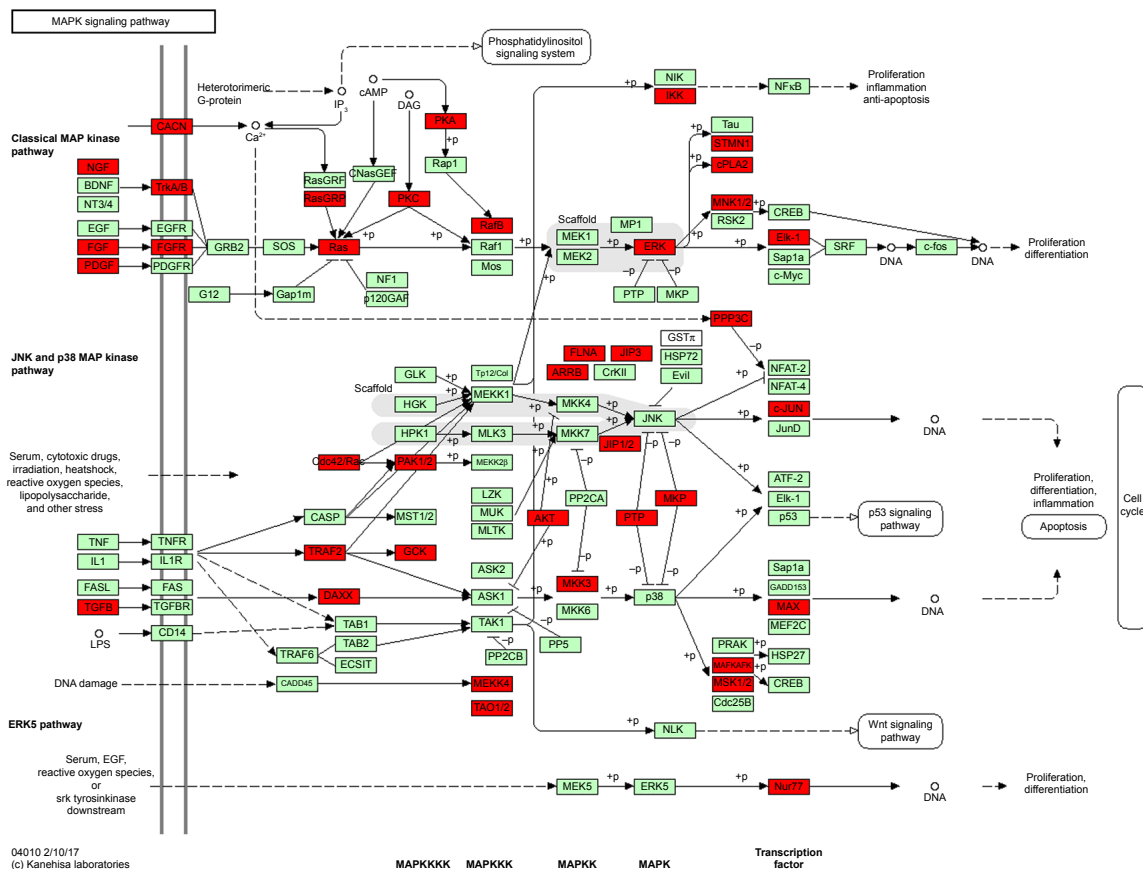 MAPK signaling pathway
Phosphatidylinositol
signaling system
Heterotrimeric
G-protein
IP3
cAMP
DAG
+p
NIK
IKK
NFκB
Proliferation
inflammation
anti-apoptosis
Classical MAP kinase
pathway
CACN
Ca2+
PKA
+p
Rap1
Tau
STMN1
cPLA2
+p
NGF
BDNF
NT3/4
TrkA/B
RasGRF
RasGRP
CNasGEF
PKC
RafB
Scaffold
MP1
MNK1/2
RSK2
+p
CREB
EGF
FGF
PDGF
EGFR
FGFR
PDGFR
GRB2
SOS
Ras
+p
+p
Raf1
Mos
+p
MEK1
MEK2
+p
ERK
+p
+p
Elk-1
Sap1a
c-Myc
SRF
DNA
c-fos
DNA
Proliferation
differentiation
G12
Gap1m
NF1
p120GAF
+p
–p
–p
PTP
MKP
PPP3C
–p
JNK and p38 MAP kinase
pathway
GSTπ
HSP72
Evil
FLNA
JIP3
ARRB
CrKII
NFAT-2
NFAT-4
GLK
HGK
HPK1
Scaffold
+p
+p
+p
Tp12/Col
MEKK1
MLK3
MEKK2β
+p
+p
+p
MKK4
MKK7
+p
+p
JIP1/2
JNK
+p
+p
c-JUN
JunD
DNA
Cdc42/Rac
PAK1/2
+p
Serum, cytotoxic drugs,
irradiation, heatshock,
reactive oxygen species,
lipopolysaccharide,
and other stress
LZK
MUK
MLTK
+p
+p
–p
PP2CA
AKT
–p
–p
–p
MKP
PTP
–p
–p
+p
+p
ATF-2
Elk-1
p53
p53 signaling
pathway
Proliferation,
differentiation,
inflammation
Apoptosis
Cell
cycle
CASP
MST1/2
TNF
IL1
TNFR
IL1R
TRAF2
GCK
FASL
TGFB
FAS
TGFBR
DAXX
ASK2
ASK1
+p
+p
MKK3
MKK6
+p
p38
+p
Sap1a
GADD153
MAX
MEF2C
DNA
LPS
CD14
TAB1
TAK1
–p
–p
PP2CB
PP5
TRAF6
TAB2
ECSIT
+p
PRAK
MAPKAPK
MSK1/2
Cdc25B
+p
+p
HSP27
CREB
DNA damage
CADD45
MEKK4
TAO1/2
ERK5 pathway
+p
NLK
Wnt signaling
pathway
Serum, EGF,
reactive oxygen species,
or
srk tyrosinkinase
downstream
MEK5
+p
ERK5
+p
Nur77
DNA
Proliferation,
differentiation
04010 2/10/17
(c) Kanehisa laboratories
MAPKKKK
MAPKKK
MAPKK
MAPK
Transcription
factor